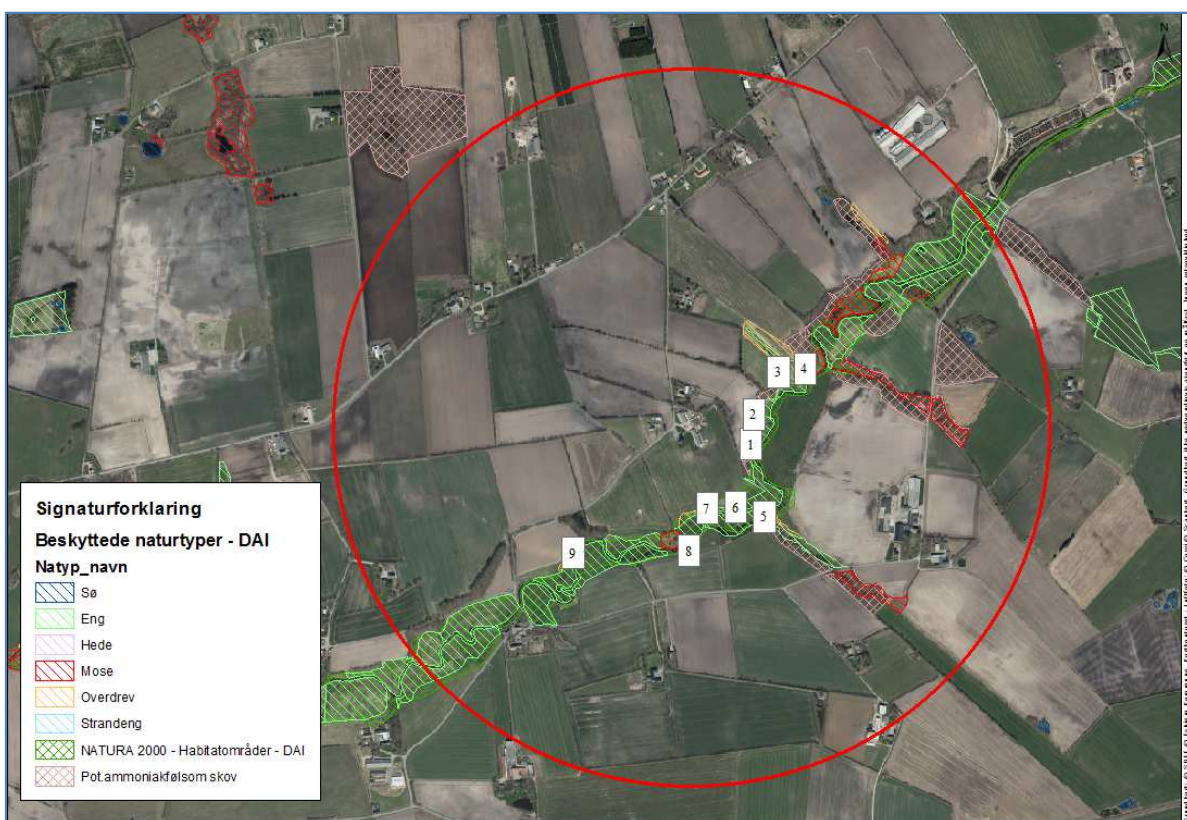 N
3
4
2
1
7
6
5
9
8
Signaturforklaring
Beskyttede naturtyper - DAI
Natyp_navn
Sø
Eng
Hede
Mose
Overdrev
Strandeng
NATURA 2000 - Habitatområder - DAI
Pot.ammoniakfølsom skov